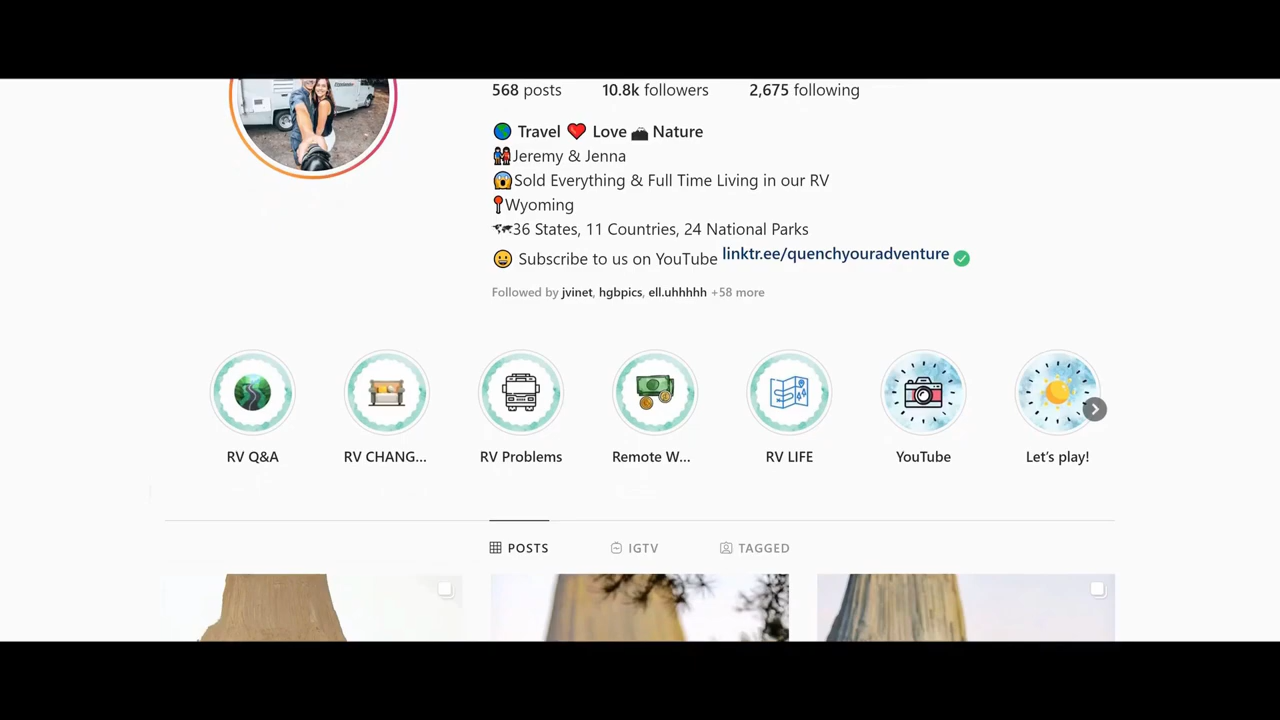 568 posts 10.8k followers 2,675 following
🌎 Travel ❤️ Love 🏔 Nature
👫Jeremy & Jenna
😱Sold Everything & Full Time Living in our RV
📍Wyoming
🗺36 States, 11 Countries, 24 National Parks
😀 Subscribe to us on YouTube linktr.ee/quenchyouradventure
Followed by jvinet, hgbpics, ell.uhhhhh +58 more
RV Q&A RV CHANG... RV Problems Remote W... RV LIFE YouTube Let's play!
POSTS IGTV TAGGED